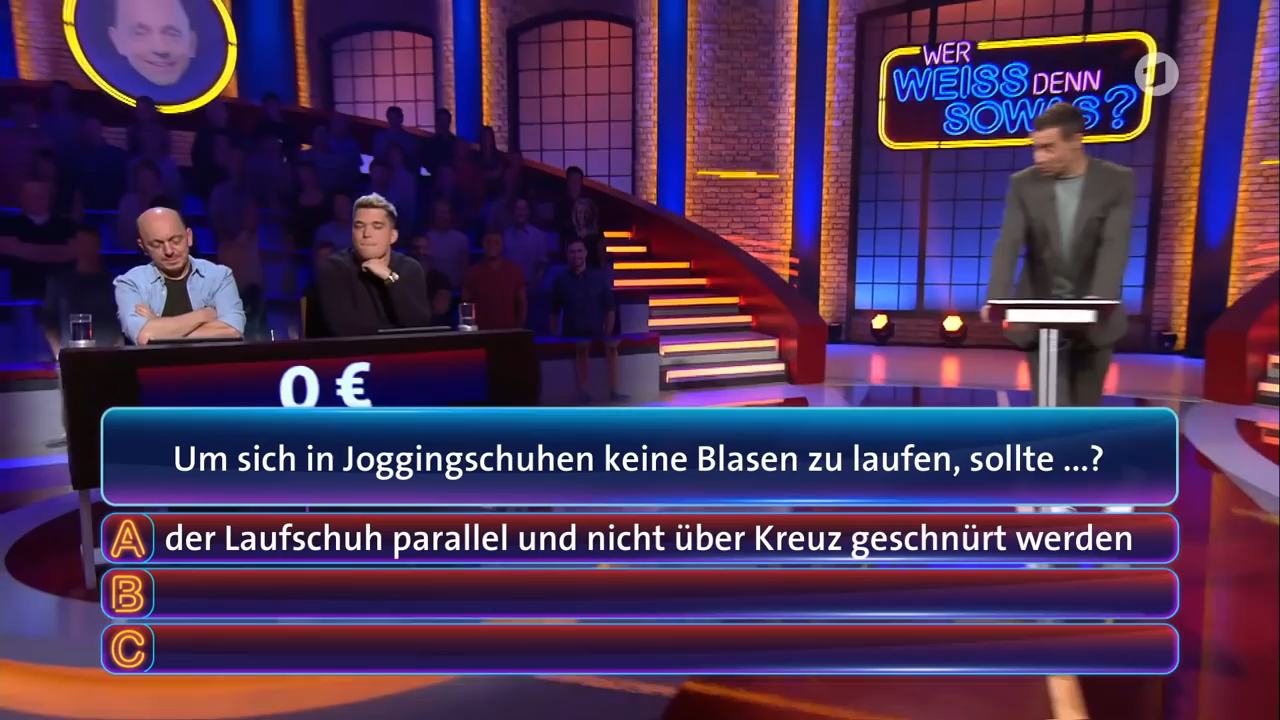 WER
WEISS DENN
SOWAS?
0 €
Um sich in Joggingschuhen keine Blasen zu laufen, sollte ...?
A der Laufschuh parallel und nicht über Kreuz geschnürt werden
B
C